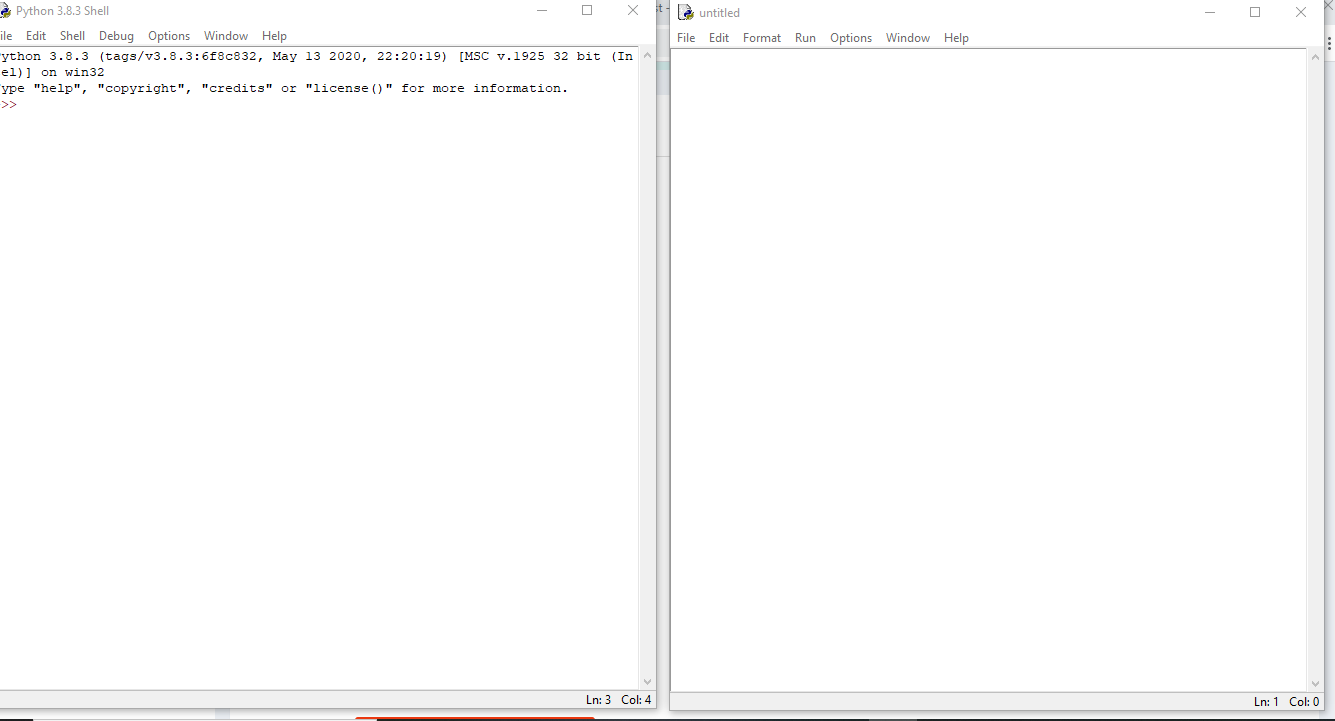 Python 3.8.3 Shell
ile Edit Shell Debug Options Window Help
ython 3.8.3 (tags/v3.8.3:6f8c832, May 13 2020, 22:20:19) [MSC v.1925 32 bit (In
el)] on win32
ype "help", "copyright", "credits" or "license()" for more information.
>>
Ln: 3 Col: 4
st -
untitled
File Edit Format Run Options Window Help
Ln: 1 Col: 0